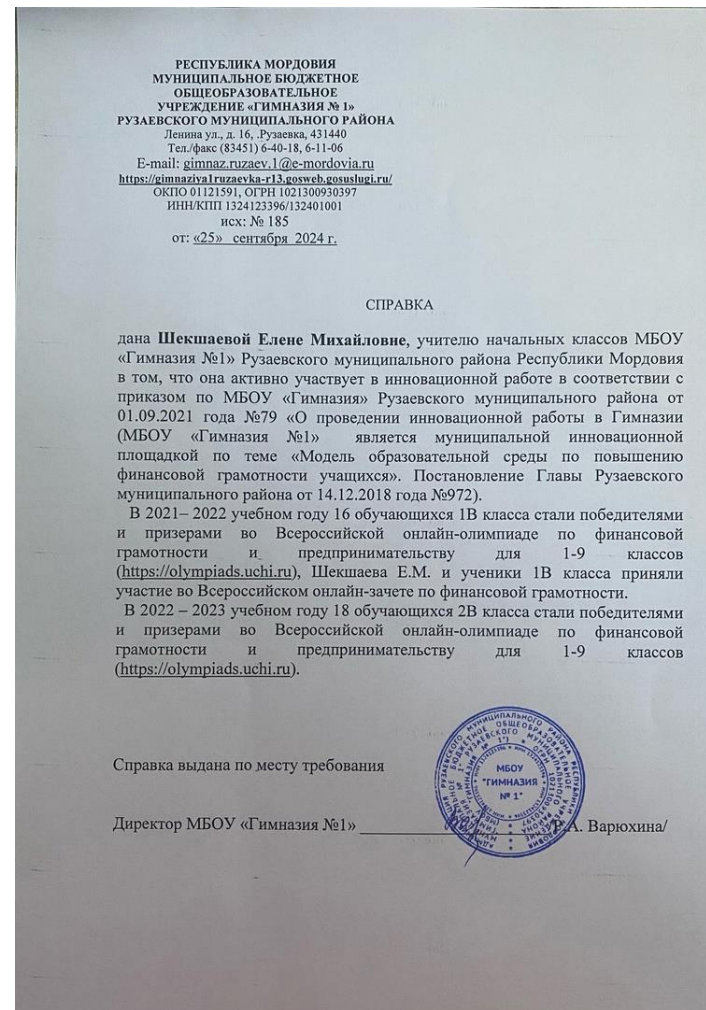 РЕСПУБЛИКА МОРДОВИЯ
МУНИЦИПАЛЬНОЕ БЮДЖЕТНОЕ
ОБЩЕОБРАЗОВАТЕЛЬНОЕ
УЧРЕЖДЕНИЕ «ГИМНАЗИЯ № 1»
РУЗАЕВСКОГО МУНИЦИПАЛЬНОГО РАЙОНА
Ленина ул., д. 16, .Рузаевка, 431440
Тел./факс (83451) 6-40-18, 6-11-06
E-mail: gimnaz.ruzaev.1@e-mordovia.ru
https://gimnaziya1ruzaevka-r13.gosweb.gosuslugi.ru/
ОКПО 01121591, ОГРН 1021300930397
ИНН/КПП 1324123396/132401001
исх: № 185
от: «25» сентября 2024 г.
СПРАВКА
дана Шекшаевой Елене Михайловне, учителю начальных классов МБОУ
«Гимназия №1» Рузаевского муниципального района Республики Мордовия
в том, что она активно участвует в инновационной работе в соответствии с
приказом по МБОУ «Гимназия» Рузаевского муниципального района от
01.09.2021 года №79 «О проведении инновационной работы в Гимназии
(МБОУ «Гимназия №1» является муниципальной инновационной
площадкой по теме «Модель образовательной среды по повышению
финансовой грамотности учащихся». Постановление Главы Рузаевского
муниципального района от 14.12.2018 года №972).
В 2021– 2022 учебном году 16 обучающихся 1В класса стали победителями
и призерами во Всероссийской онлайн-олимпиаде по финансовой
грамотности и предпринимательству для 1-9 классов
(https://olympiads.uchi.ru), Шекшаева Е.М. и ученики 1В класса приняли
участие во Всероссийском онлайн-зачете по финансовой грамотности.
В 2022 – 2023 учебном году 18 обучающихся 2В класса стали победителями
и призерами во Всероссийской онлайн-олимпиаде по финансовой
грамотности и предпринимательству для 1-9 классов
(https://olympiads.uchi.ru).
Справка выдана по месту требования
МБОУ
"ГИМНАЗИЯ
№ 1"
Директор МБОУ «Гимназия №1» Р.А. Варюхина/